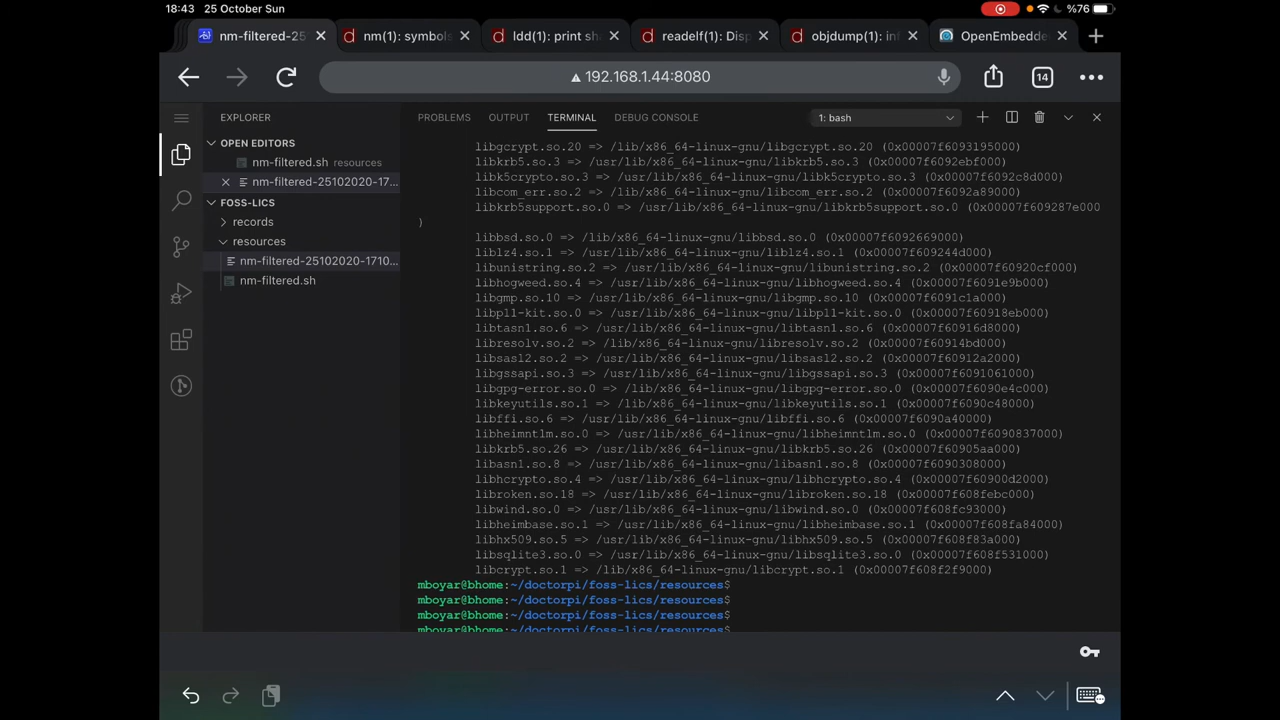 18:43 25 October Sun
%76
nm-filtered-25
nm(1): symbols
ldd(1): print sh
readelf(1): Disp
objdump(1): inf
OpenEmbedde
192.168.1.44:8080
14
EXPLORER
PROBLEMS OUTPUT TERMINAL DEBUG CONSOLE
1: bash
OPEN EDITORS
nm-filtered.sh resources
nm-filtered-25102020-17...
FOSS-LICS
records
resources
nm-filtered-25102020-1710...
nm-filtered.sh
libgcrypt.so.20 => /lib/x86_64-linux-gnu/libgcrypt.so.20 (0x00007f6093195000)
libkrb5.so.3 => /usr/lib/x86_64-linux-gnu/libkrb5.so.3 (0x00007f6092ebf000)
libk5crypto.so.3 => /usr/lib/x86_64-linux-gnu/libk5crypto.so.3 (0x00007f6092c8d000)
libcom_err.so.2 => /lib/x86_64-linux-gnu/libcom_err.so.2 (0x00007f6092a89000)
libkrb5support.so.0 => /usr/lib/x86_64-linux-gnu/libkrb5support.so.0 (0x00007f609287e000
)
libbsd.so.0 => /lib/x86_64-linux-gnu/libbsd.so.0 (0x00007f6092669000)
liblz4.so.1 => /usr/lib/x86_64-linux-gnu/liblz4.so.1 (0x00007f609244d000)
libunistring.so.2 => /usr/lib/x86_64-linux-gnu/libunistring.so.2 (0x00007f60920cf000)
libhogweed.so.4 => /usr/lib/x86_64-linux-gnu/libhogweed.so.4 (0x00007f6091e9b000)
libgmp.so.10 => /usr/lib/x86_64-linux-gnu/libgmp.so.10 (0x00007f6091c1a000)
libp11-kit.so.0 => /usr/lib/x86_64-linux-gnu/libp11-kit.so.0 (0x00007f60918eb000)
libtasn1.so.6 => /usr/lib/x86_64-linux-gnu/libtasn1.so.6 (0x00007f60916d8000)
libresolv.so.2 => /lib/x86_64-linux-gnu/libresolv.so.2 (0x00007f60914bd000)
libsasl2.so.2 => /usr/lib/x86_64-linux-gnu/libsasl2.so.2 (0x00007f60912a2000)
libgssapi.so.3 => /usr/lib/x86_64-linux-gnu/libgssapi.so.3 (0x00007f6091061000)
libgpg-error.so.0 => /lib/x86_64-linux-gnu/libgpg-error.so.0 (0x00007f6090e4c000)
libkeyutils.so.1 => /lib/x86_64-linux-gnu/libkeyutils.so.1 (0x00007f6090c48000)
libffi.so.6 => /usr/lib/x86_64-linux-gnu/libffi.so.6 (0x00007f6090a40000)
libheimntlm.so.0 => /usr/lib/x86_64-linux-gnu/libheimntlm.so.0 (0x00007f6090837000)
libkrb5.so.26 => /usr/lib/x86_64-linux-gnu/libkrb5.so.26 (0x00007f60905aa000)
libasn1.so.8 => /usr/lib/x86_64-linux-gnu/libasn1.so.8 (0x00007f6090308000)
libhcrypto.so.4 => /usr/lib/x86_64-linux-gnu/libhcrypto.so.4 (0x00007f60900d2000)
libroken.so.18 => /usr/lib/x86_64-linux-gnu/libroken.so.18 (0x00007f608febc000)
libwind.so.0 => /usr/lib/x86_64-linux-gnu/libwind.so.0 (0x00007f608fc93000)
libheimbase.so.1 => /usr/lib/x86_64-linux-gnu/libheimbase.so.1 (0x00007f608fa84000)
libhx509.so.5 => /usr/lib/x86_64-linux-gnu/libhx509.so.5 (0x00007f608f83a000)
libsqlite3.so.0 => /usr/lib/x86_64-linux-gnu/libsqlite3.so.0 (0x00007f608f531000)
libcrypt.so.1 => /lib/x86_64-linux-gnu/libcrypt.so.1 (0x00007f608f2f9000)
mboyar@bhome:~/doctorpi/foss-lics/resources$
mboyar@bhome:~/doctorpi/foss-lics/resources$
mboyar@bhome:~/doctorpi/foss-lics/resources$
mboyar@bhome:~/doctorpi/foss-lics/resources$